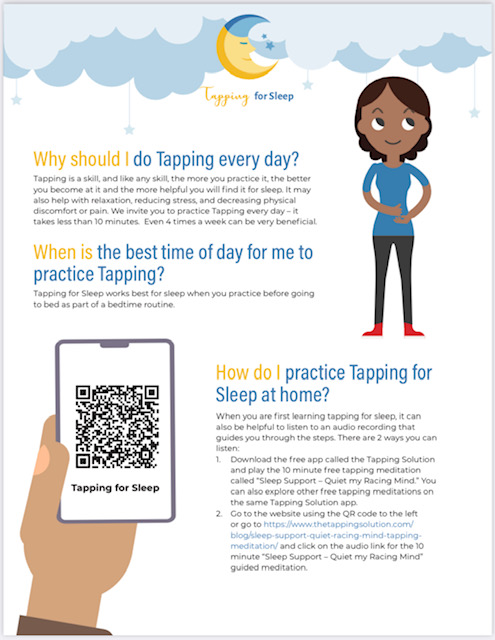 Tapping for Sleep
Why should I do Tapping every day?
Tapping is a skill, and like any skill, the more you practice it, the better
you become at it and the more helpful you will find it for sleep. It may
also help with relaxation, reducing stress, and decreasing physical
discomfort or pain. We invite you to practice Tapping every day – it
takes less than 10 minutes.  Even 4 times a week can be very beneficial.
When is the best time of day for me to
practice Tapping?
Tapping for Sleep works best for sleep when you practice before going
to bed as part of a bedtime routine.
Tapping for Sleep
How do I practice Tapping for
Sleep at home?
When you are first learning tapping for sleep, it can
also be helpful to listen to an audio recording that
guides you through the steps. There are 2 ways you can
listen:
1. Download the free app called the Tapping Solution
and play the 10 minute free tapping meditation
called “Sleep Support – Quiet my Racing Mind.” You
can also explore other free tapping meditations on
the same Tapping Solution app.
2. Go to the website using the QR code to the left
or go to https://www.thetappingsolution.com/
blog/sleep-support-quiet-racing-mind-tapping-
meditation/ and click on the audio link for the 10
minute “Sleep Support – Quiet my Racing Mind”
guided meditation.